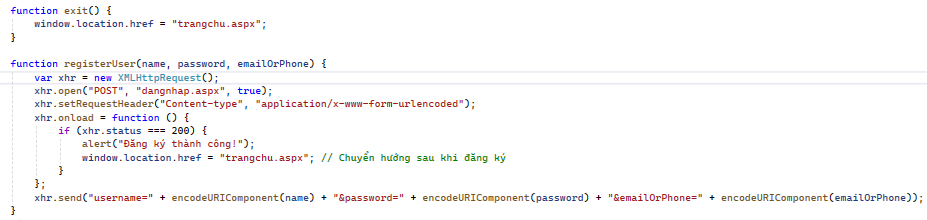 function exit() {
    window.location.href = "trangchu.aspx";
}

function registerUser(name, password, emailOrPhone) {
    var xhr = new XMLHttpRequest();
    xhr.open("POST", "dangnhap.aspx", true);
    xhr.setRequestHeader("Content-type", "application/x-www-form-urlencoded");
    xhr.onload = function () {
        if (xhr.status === 200) {
            alert("Đăng ký thành công!");
            window.location.href = "trangchu.aspx"; // Chuyển hướng sau khi đăng ký
        }
    };
    xhr.send("username=" + encodeURIComponent(name) + "&password=" + encodeURIComponent(password) + "&emailOrPhone=" + encodeURIComponent(emailOrPhone));
}